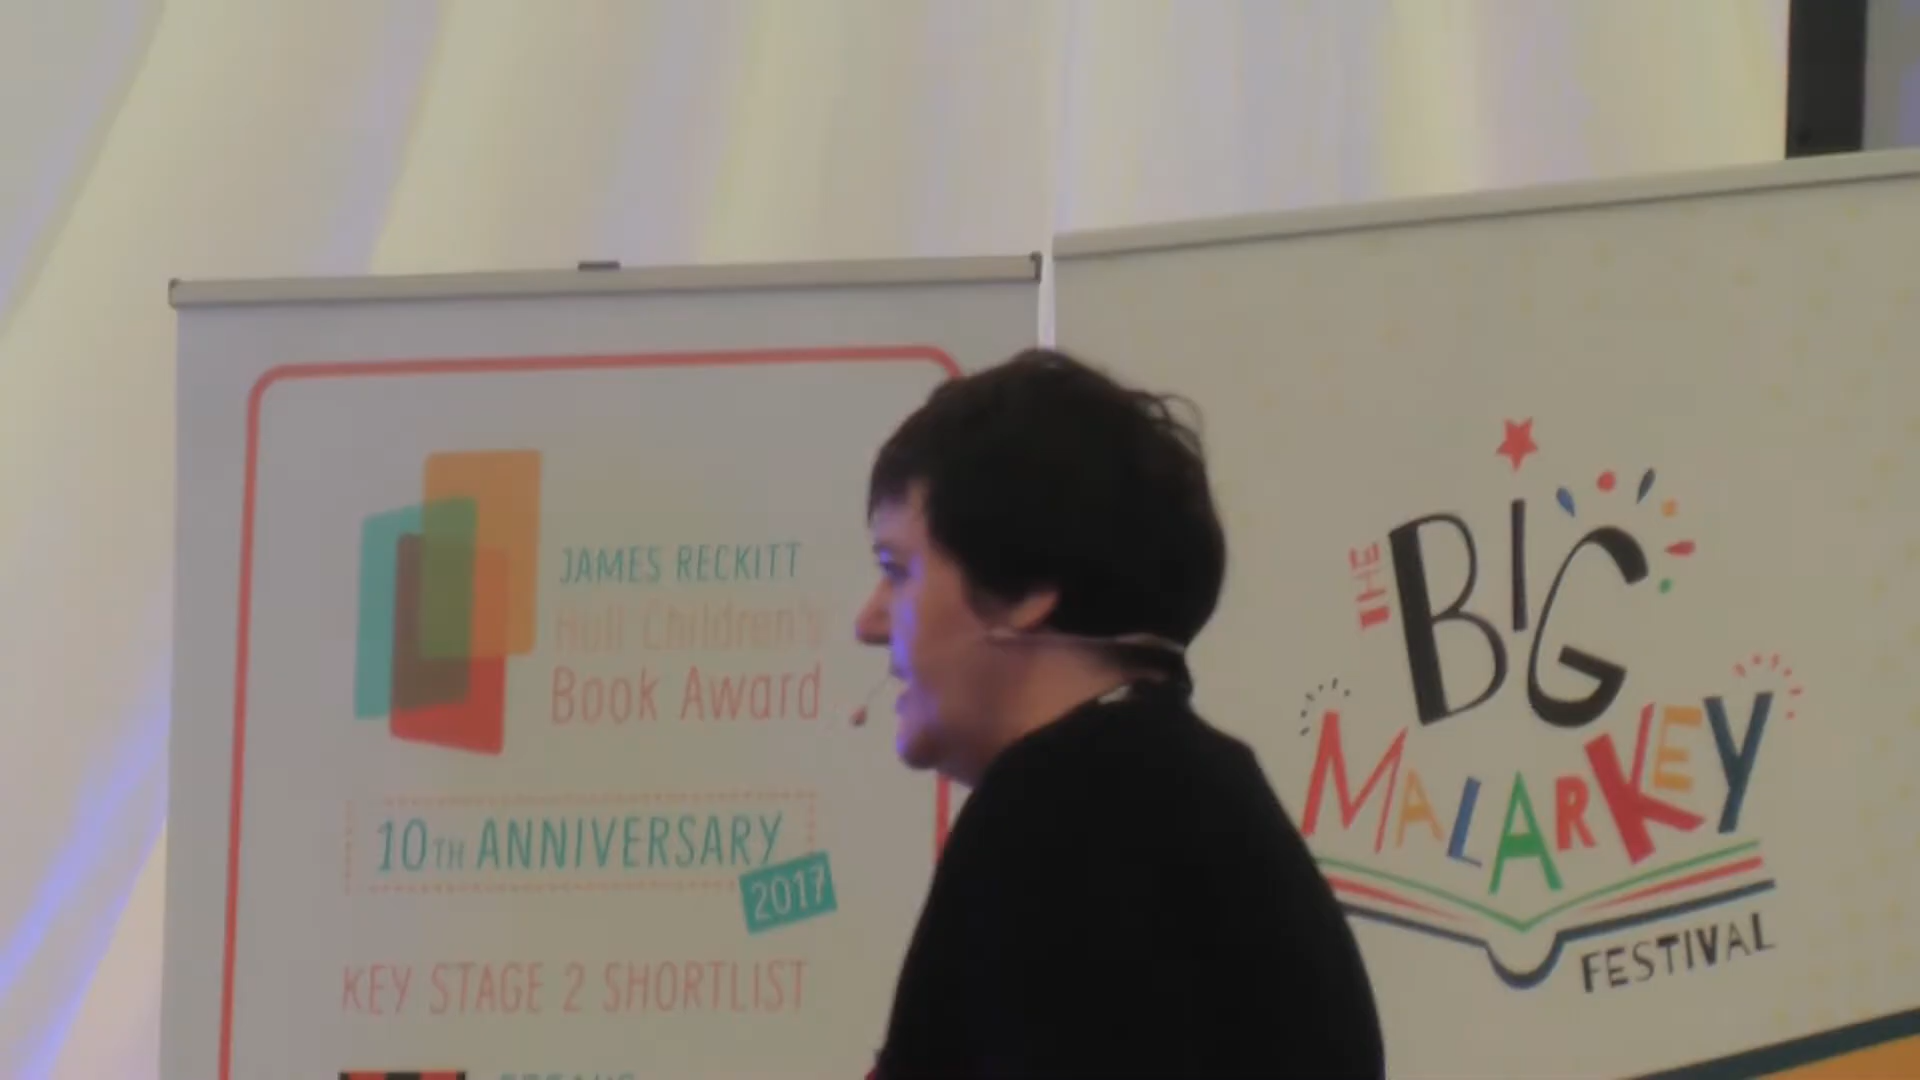 JAMES RECKITT
Hull Children's
Book Award
10TH ANNIVERSARY
2017
KEY STAGE 2 SHORTLIST
THE
BIG
MALARKEY
FESTIVAL